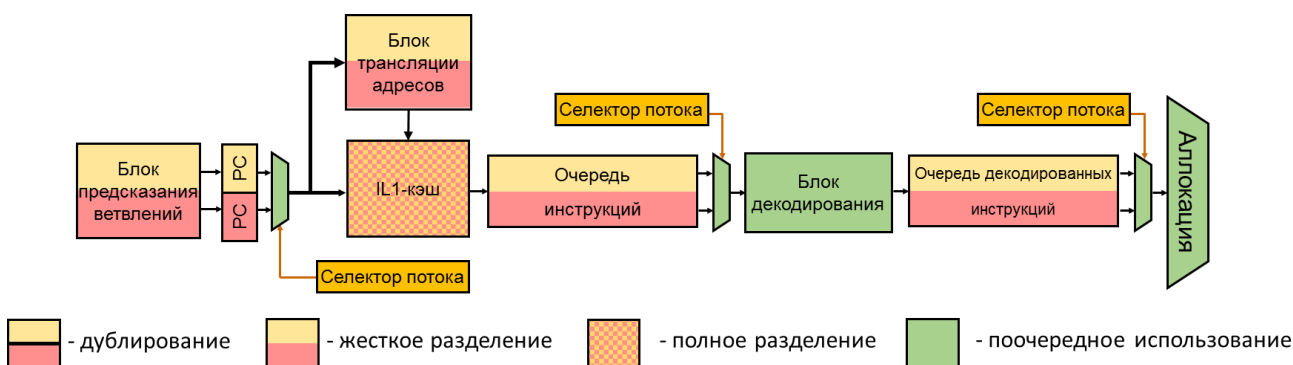 Блок
трансляции
адресов
Селектор потока
Селектор потока
Блок
предсказания
ветвлений
PC
PC
IL1-кэш
Очередь
инструкций
Блок
декодирования
Очередь декодированных
инструкций
Аллокация
Селектор потока
- дублирование
- жесткое разделение
- полное разделение
- поочередное использование